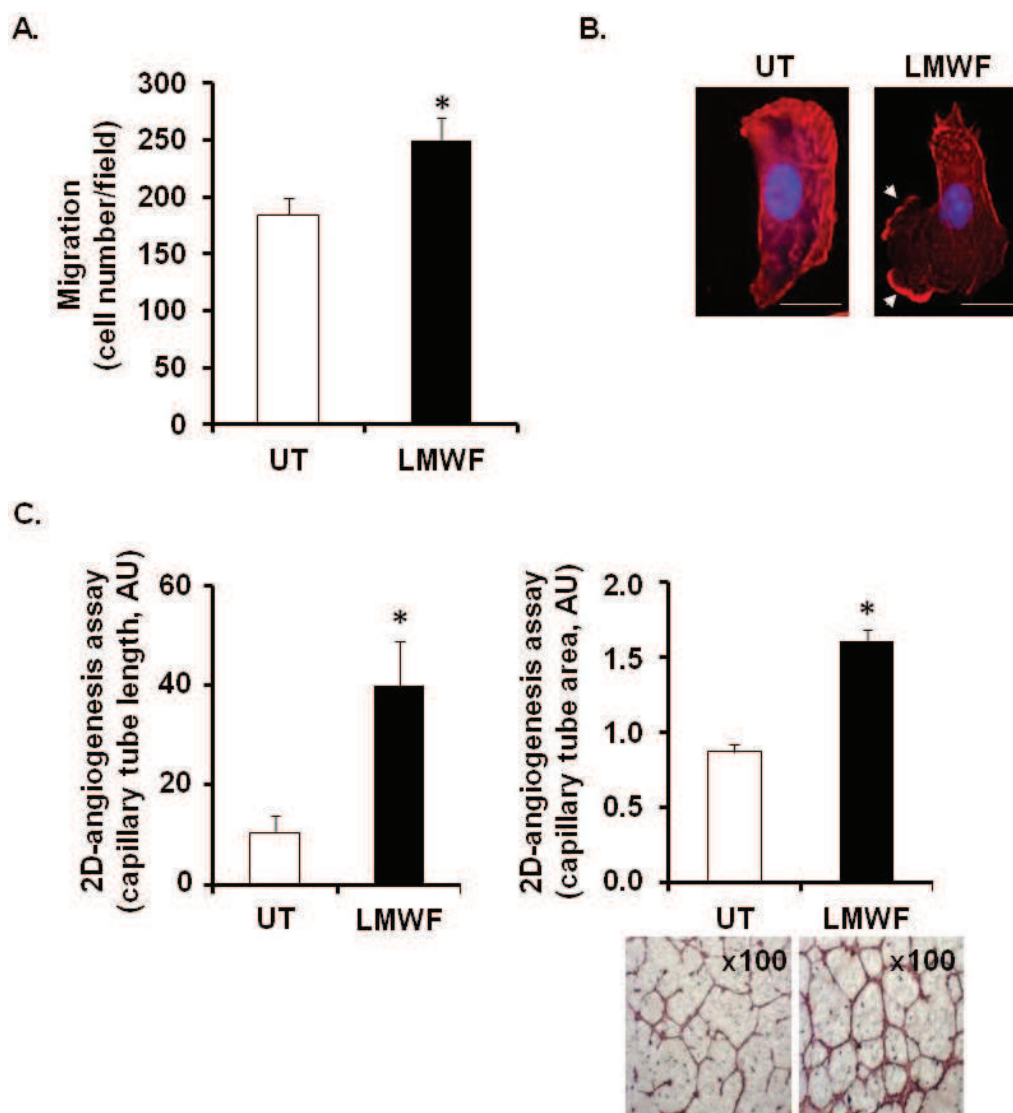 A.
Migration
(cell number/field)
300
250
200
150
100
50
0
*
UT
LMWF
B.
UT
LMWF
C.
2D-angiogenesis assay
(capillary tube length, AU)
60
40
20
0
*
UT
LMWF
2D-angiogenesis assay
(capillary tube area, AU)
2.0
1.5
1.0
0.5
0.0
*
UT
LMWF
x100
x100